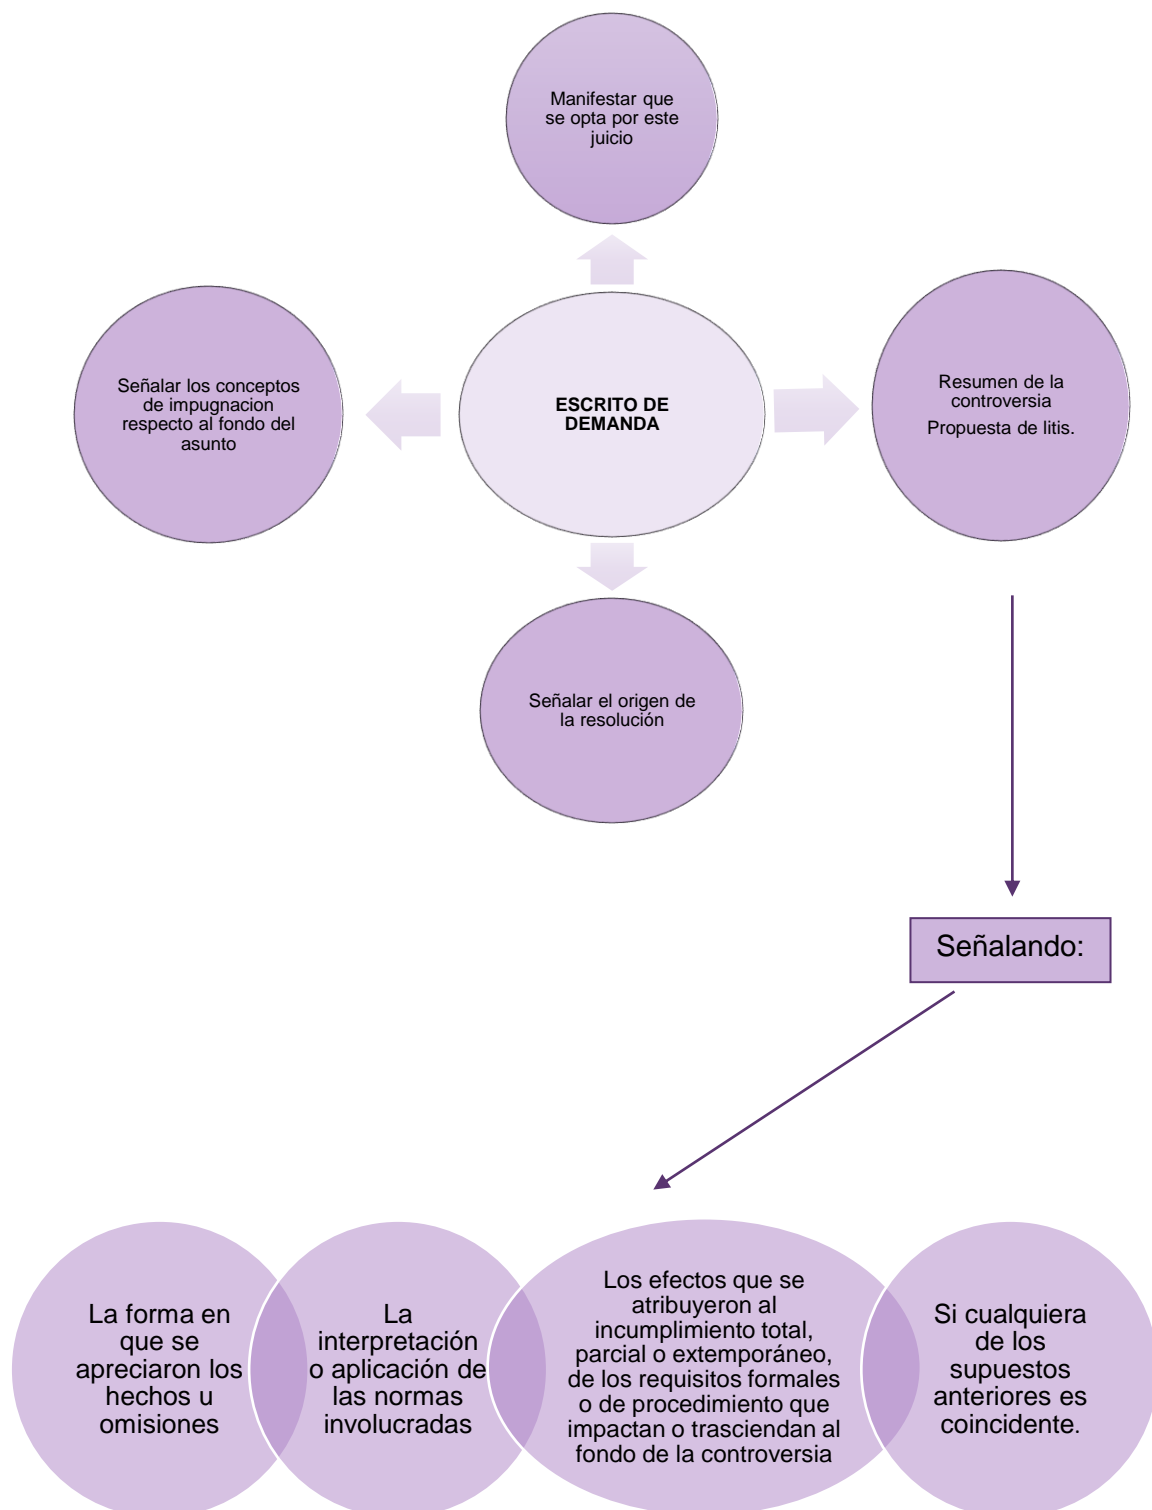 Manifestar que
se opta por este
juicio
Señalar los conceptos
de impugnacion
respecto al fondo del
asunto
ESCRITO DE
DEMANDA
Resumen de la
controversia
Propuesta de litis.
Señalar el origen de
la resolución
Señalando:
La forma en
que se
apreciaron los
hechos u
omisiones
La
interpretación
o aplicación de
las normas
involucradas
Los efectos que se
atribuyeron al
incumplimiento total,
parcial o extemporáneo,
de los requisitos formales
o de procedimiento que
impactan o trasciendan al
fondo de la controversia
Si cualquiera
de los
supuestos
anteriores es
coincidente.